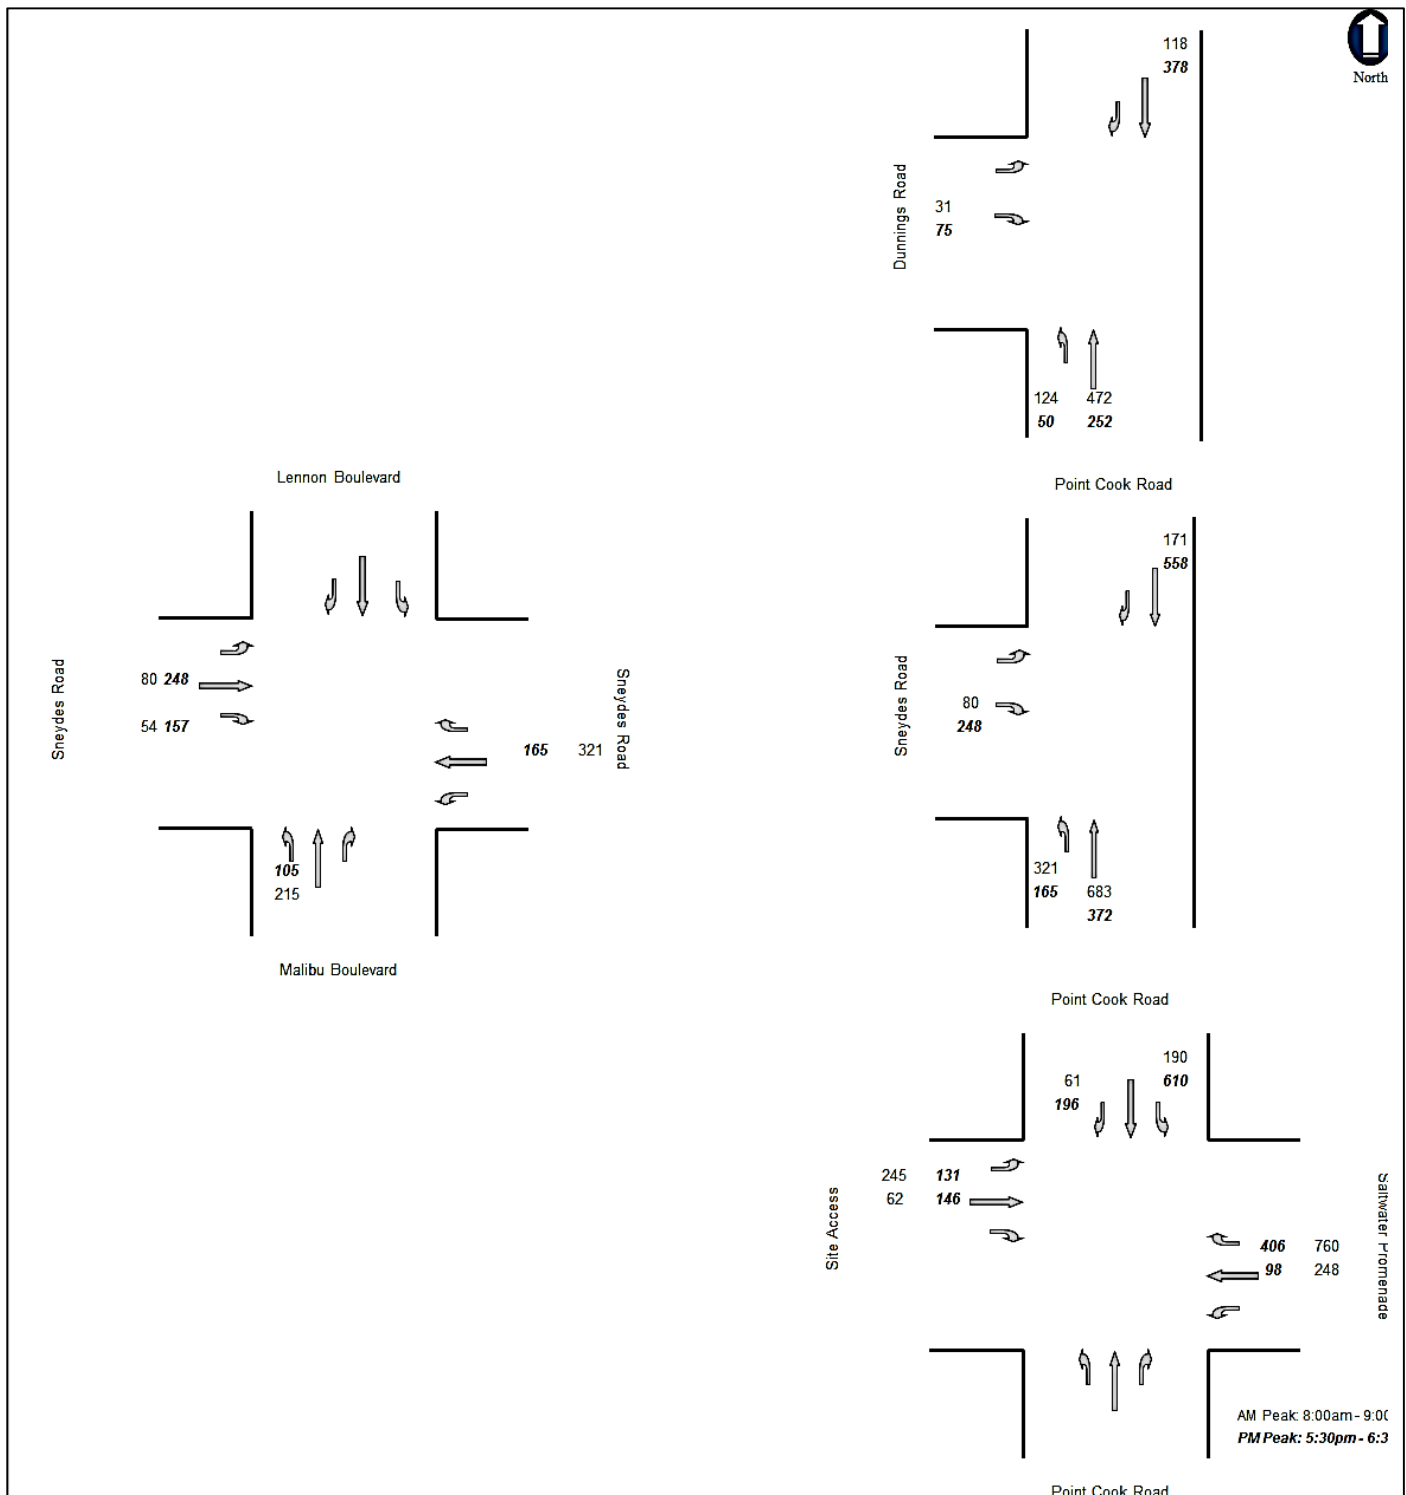 North
118
378
Dunnings Road
31
75
124 472
50 252
Point Cook Road
Lennon Boulevard
Sneydes Road
80 248
54 157
165 321
Sneydes Road
105
215
Malibu Boulevard
171
558
Sneydes Road
80
248
321
165 683
372
Point Cook Road
190
61 610
196
Site Access
245 131
62 146
Saltwater Promenade
406 760
98 248
AM Peak: 8:00am - 9:00
PM Peak: 5:30pm - 6:3
Point Cook Road